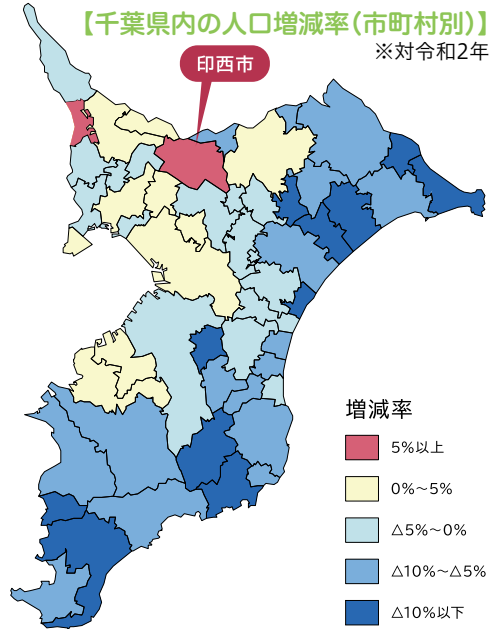 【千葉県内の人口増減率(市町村別)】
※対令和2年
印西市
増減率
5%以上
0%～5%
△5%～0%
△10%～△5%
△10%以下